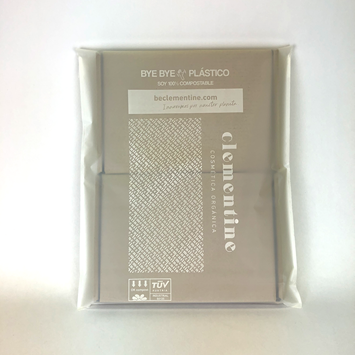 BYE BYE PLÁSTICO
SOY 100% COMPOSTABLE
beclementine.com
clementine
COSMÉTICA ORGÁNICA
TÜV